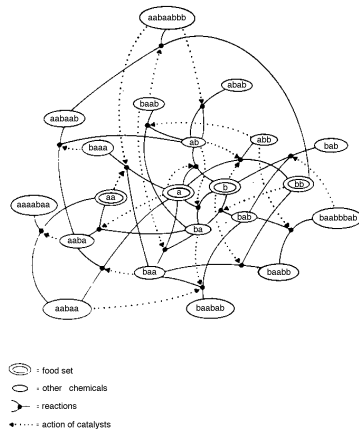 aabaabbb
abab
baab
aabaab
ab
abb
bab
baaa
aa
a
b
bb
aaaabaa
bab
baabbbab
aaba
ba
baa
baabb
aabaa
baabab
= food set
= other chemicals
= reactions
= action of catalysts